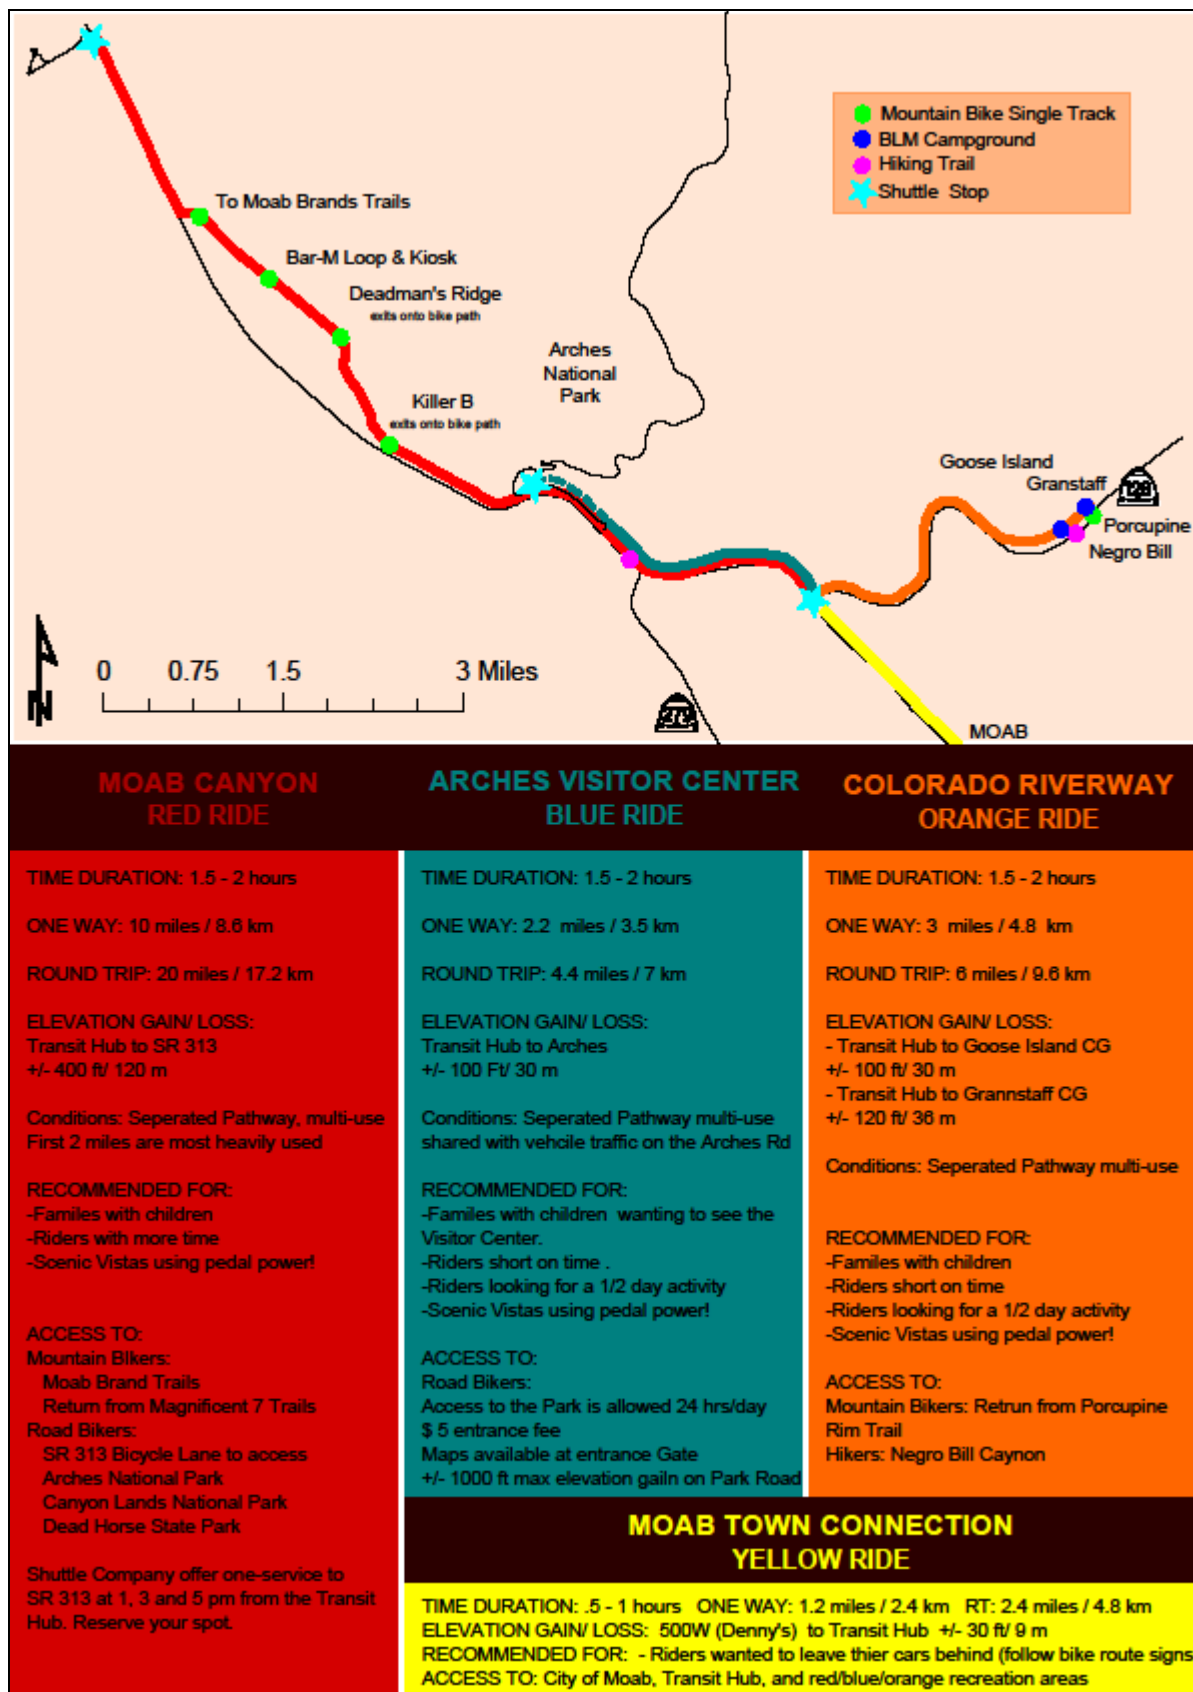 Mountain Bike Single Track
BLM Campground
Hiking Trail
Shuttle Stop
To Moab Brands Trails
Bar-M Loop & Kiosk
Deadman's Ridge
exits onto bike path
Arches
National
Park
Killer B
exits onto bike path
Goose Island
Granstaff
128
Porcupine
Negro Bill
0 0.75 1.5 3 Miles
N
279
MOAB
MOAB CANYON
RED RIDE
TIME DURATION: 1.5 - 2 hours
ONE WAY: 10 miles / 8.6 km
ROUND TRIP: 20 miles / 17.2 km
ELEVATION GAIN/ LOSS:
Transit Hub to SR 313
+/- 400 ft/ 120 m
Conditions: Seperated Pathway, multi-use
First 2 miles are most heavily used
RECOMMENDED FOR:
-Familes with children
-Riders with more time
-Scenic Vistas using pedal power!
ACCESS TO:
Mountain BIkers:
Moab Brand Trails
Return from Magnificent 7 Trails
Road Bikers:
SR 313 Bicycle Lane to access
Arches National Park
Canyon Lands National Park
Dead Horse State Park
Shuttle Company offer one-service to
SR 313 at 1, 3 and 5 pm from the Transit
Hub. Reserve your spot.
ARCHES VISITOR CENTER
BLUE RIDE
TIME DURATION: 1.5 - 2 hours
ONE WAY: 2.2 miles / 3.5 km
ROUND TRIP: 4.4 miles / 7 km
ELEVATION GAIN/ LOSS:
Transit Hub to Arches
+/- 100 Ft/ 30 m
Conditions: Seperated Pathway multi-use
shared with vehcile traffic on the Arches Rd
RECOMMENDED FOR:
-Familes with children wanting to see the
Visitor Center.
-Riders short on time .
-Riders looking for a 1/2 day activity
-Scenic Vistas using pedal power!
ACCESS TO:
Road Bikers:
Access to the Park is allowed 24 hrs/day
$ 5 entrance fee
Maps available at entrance Gate
+/- 1000 ft max elevation gailn on Park Road
COLORADO RIVERWAY
ORANGE RIDE
TIME DURATION: 1.5 - 2 hours
ONE WAY: 3 miles / 4.8 km
ROUND TRIP: 6 miles / 9.6 km
ELEVATION GAIN/ LOSS:
- Transit Hub to Goose Island CG
+/- 100 ft/ 30 m
- Transit Hub to Grannstaff CG
+/- 120 ft/ 36 m
Conditions: Seperated Pathway multi-use
RECOMMENDED FOR:
-Familes with children
-Riders short on time
-Riders looking for a 1/2 day activity
-Scenic Vistas using pedal power!
ACCESS TO:
Mountain Bikers: Retrun from Porcupine
Rim Trail
Hikers: Negro Bill Caynon
MOAB TOWN CONNECTION
YELLOW RIDE
TIME DURATION: .5 - 1 hours ONE WAY: 1.2 miles / 2.4 km RT: 2.4 miles / 4.8 km
ELEVATION GAIN/ LOSS: 500W (Denny's) to Transit Hub +/- 30 ft/ 9 m
RECOMMENDED FOR: - Riders wanted to leave thier cars behind (follow bike route signs
ACCESS TO: City of Moab, Transit Hub, and red/blue/orange recreation areas